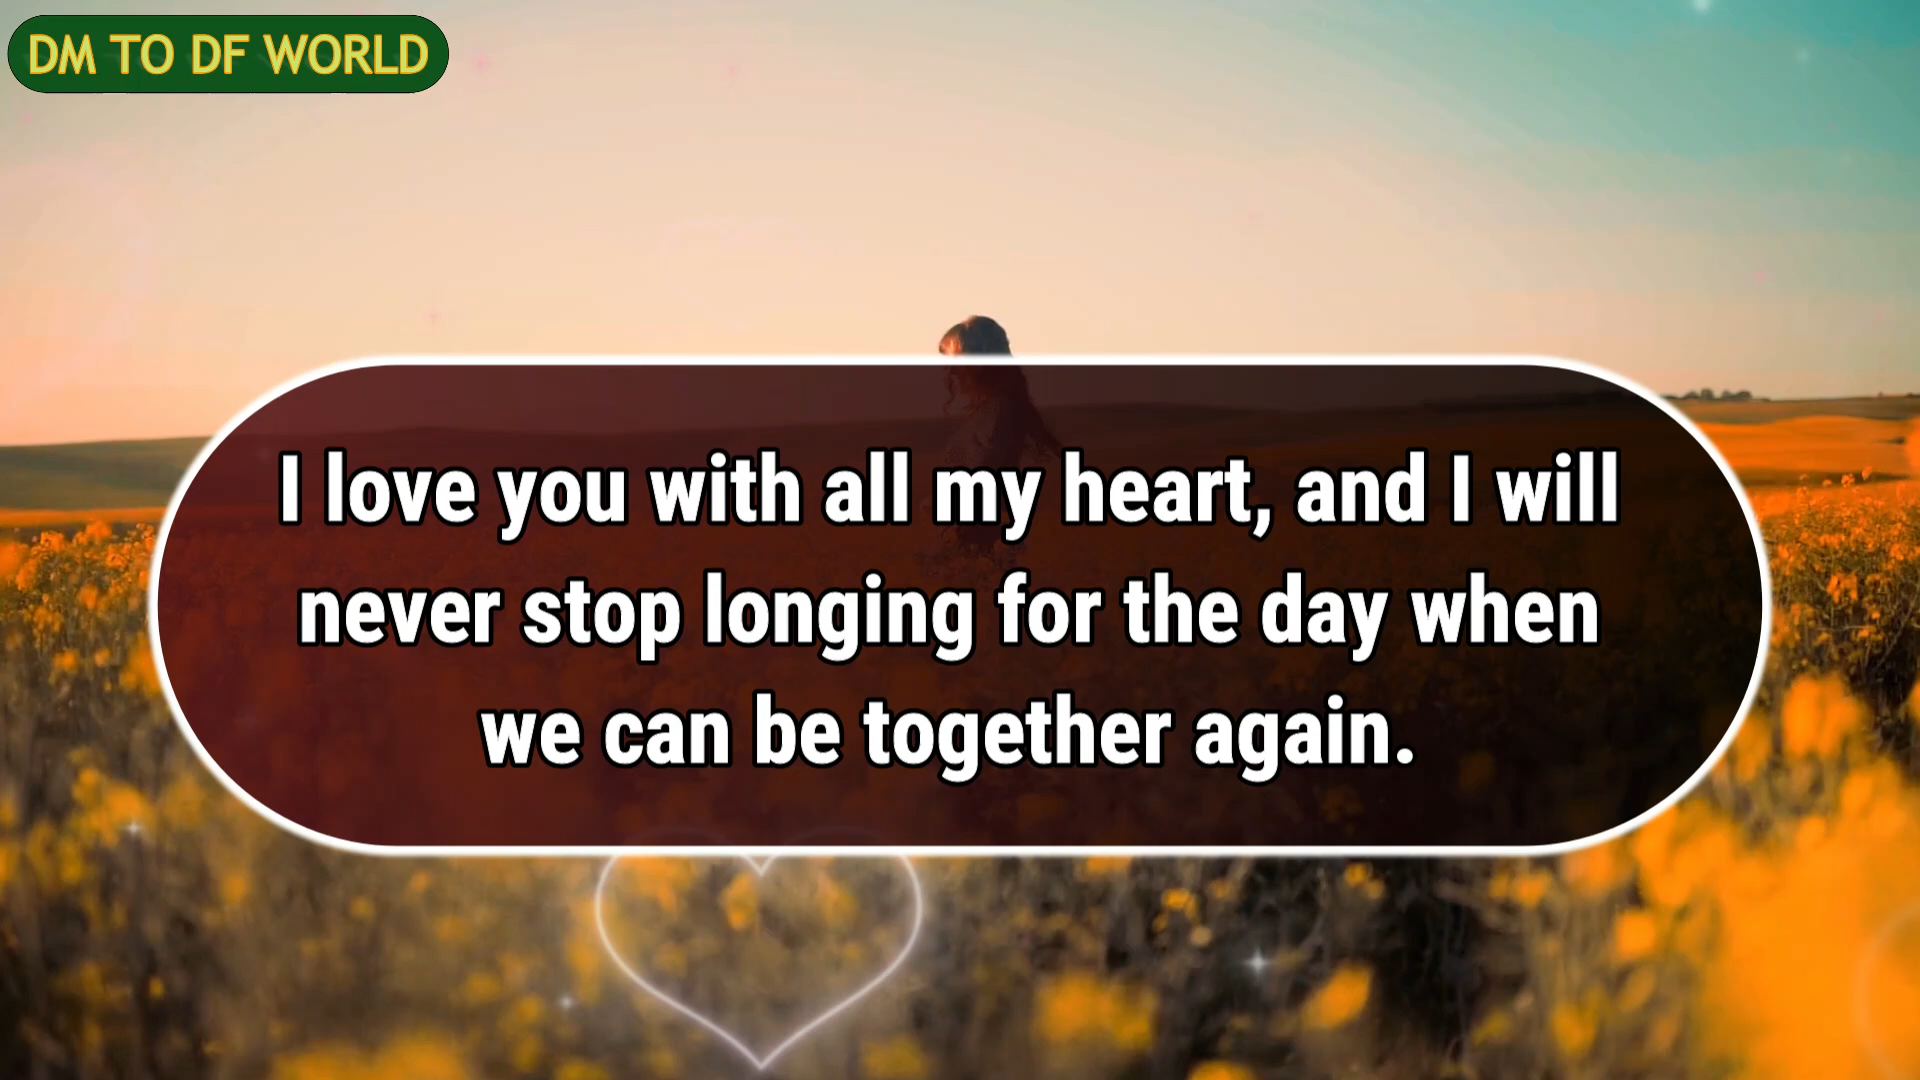 DM TO DF WORLD
I love you with all my heart, and I will
never stop longing for the day when
we can be together again.